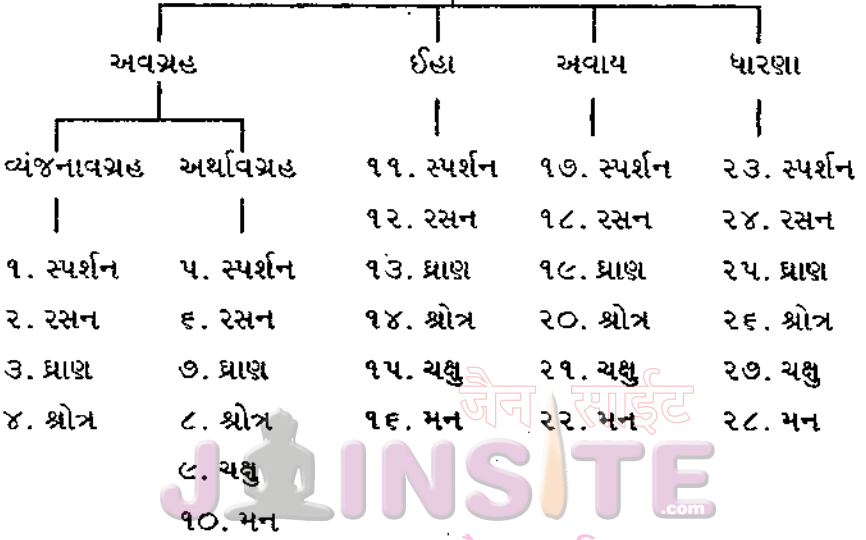 અવગ્રહ ઈહા અવાય ધારણા
વ્યંજનાવગ્રહ અર્થાવગ્રહ ૧૧. સ્પર્શન ૧૭. સ્પર્શન ૨૩. સ્પર્શન
૧૨. રસન ૧૮. રસન ૨૪. રસન
૧. સ્પર્શન ૫. સ્પર્શન ૧૩. ઘ્રાણ ૧૯. ઘ્રાણ ૨૫. ઘ્રાણ
૨. રસન ૬. રસન ૧૪. શ્રોત્ર ૨૦. શ્રોત્ર ૨૬. શ્રોત્ર
૩. ઘ્રાણ ૭. ઘ્રાણ ૧૫. ચક્ષુ ૨૧. ચક્ષુ ૨૭. ચક્ષુ
૪. શ્રોત્ર ૮. શ્રોત્ર ૧૬. મન ૨૨. મન ૨૮. મન
૯. ચક્ષુ
૧૦. મન
जैन साईट
JAINSITE.com